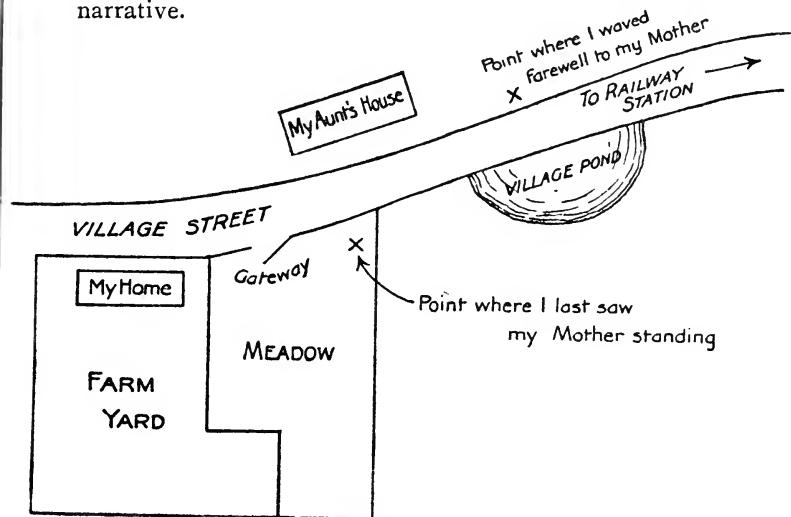 narrative.
Point where I waved
farewell to my Mother
My Aunt's House
To RAILWAY
STATION
VILLAGE POND
VILLAGE STREET
Gateway
My Home
Point where I last saw
my Mother standing
MEADOW
FARM
YARD